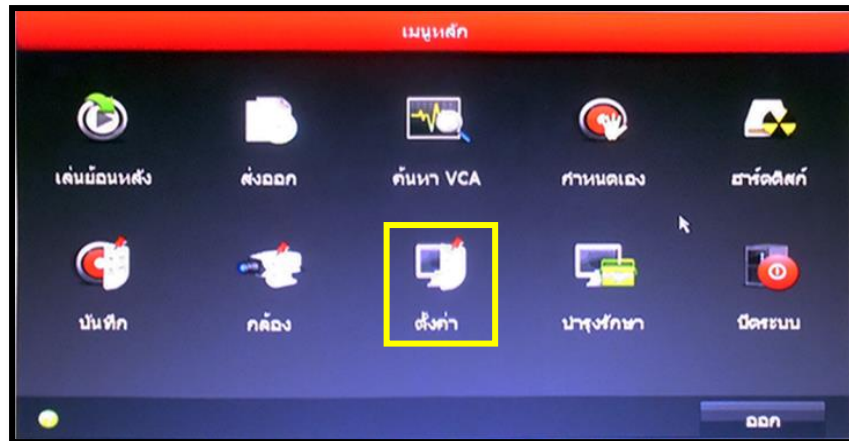 เมนูหลัก
เล่นย้อนหลัง ส่งออก ค้นหา VCA กำหนดเอง ฮาร์ดดิสก์
บันทึก กล้อง ตั้งค่า บำรุงรักษา ปิดระบบ
ออก